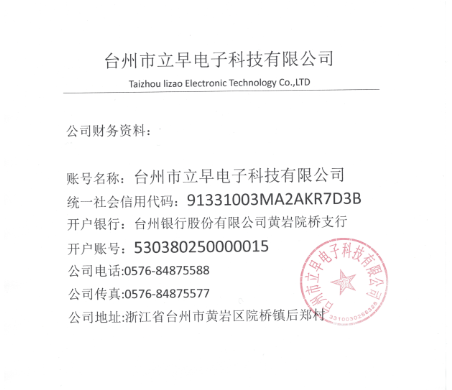 台州市立早电子科技有限公司
Taizhou lizao Electronic Technology Co.,LTD
公司财务资料：
账号名称：台州市立早电子科技有限公司
统一社会信用代码：91331003MA2AKR7D3B
开户银行：台州银行股份有限公司黄岩院桥支行
开户账号：530380250000015
公司电话:0576-84875588
公司传真:0576-84875577
公司地址:浙江省台州市黄岩区院桥镇后郑村
台州市立早电子科技有限公司